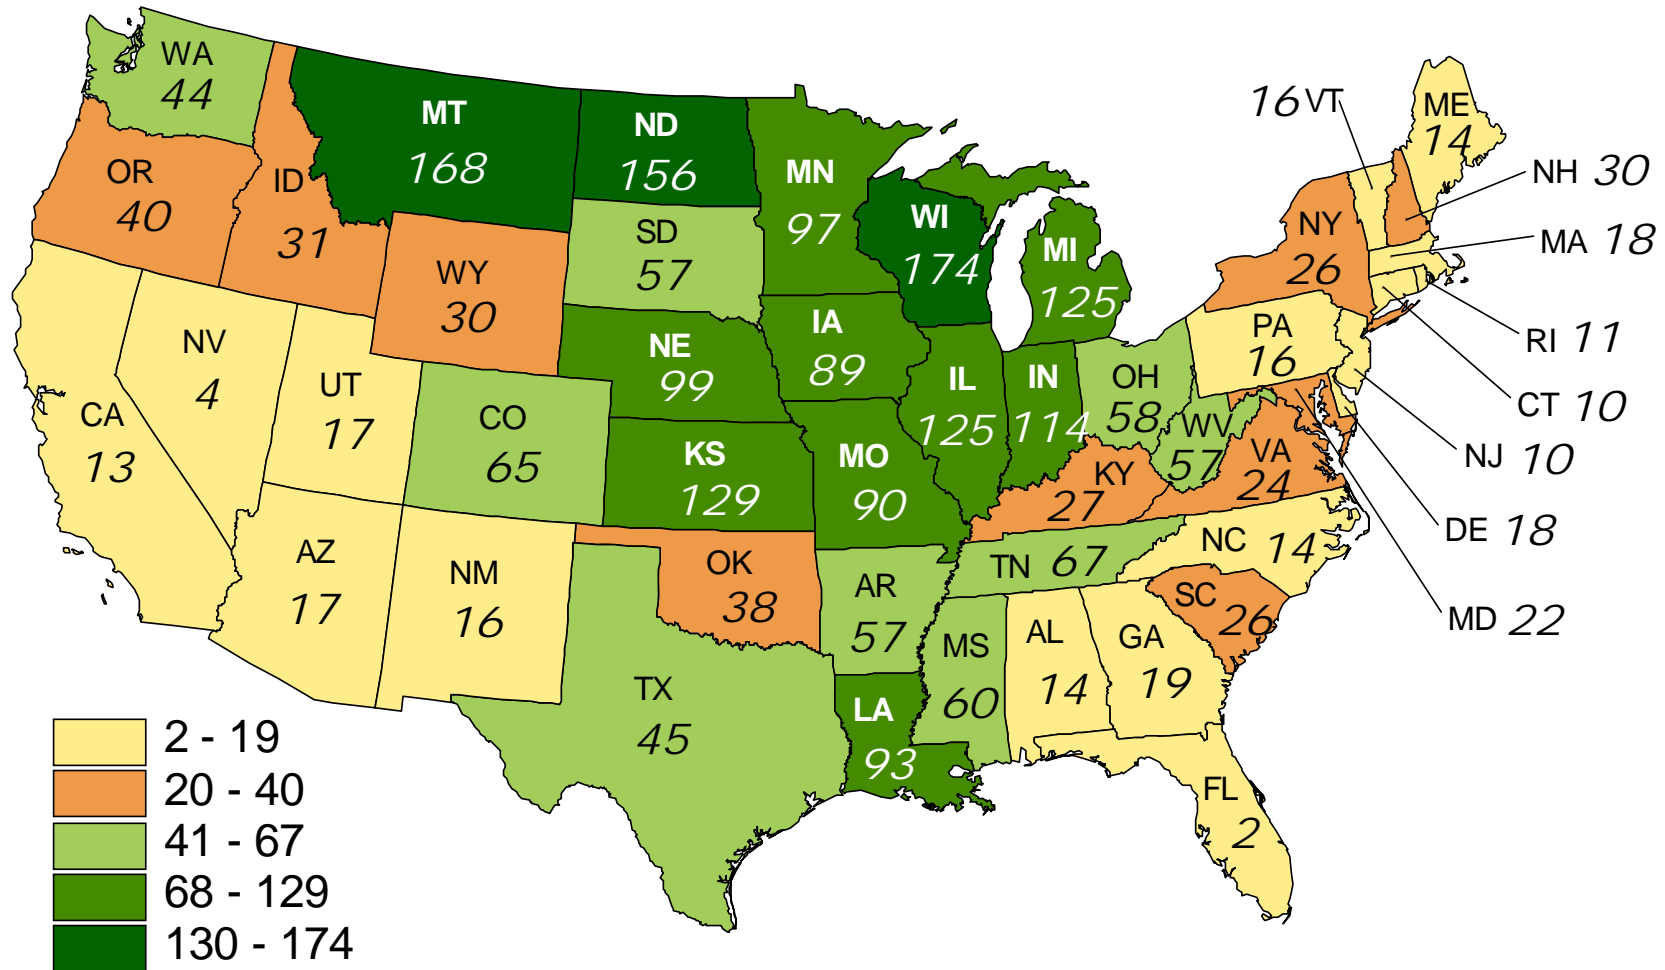 WA
44
OR
40
ID
31
MT
168
ND
156
SD
57
WY
30
MN
97
WI
174
MI
125
16 VT
ME
14
NH 30
MA 18
NY
26
RI 11
CT 10
NJ 10
PA
16
DE 18
MD 22
NV
4
UT
17
CA
13
CO
65
NE
99
IA
89
IL
125
IN
114
OH
58
WV
57
VA
24
KY
27
KS
129
MO
90
AZ
17
NM
16
OK
38
AR
57
TN 67
NC 14
SC
26
MS
60
AL
14
GA
19
TX
45
LA
93
FL
2
2 - 19
20 - 40
41 - 67
68 - 129
130 - 174